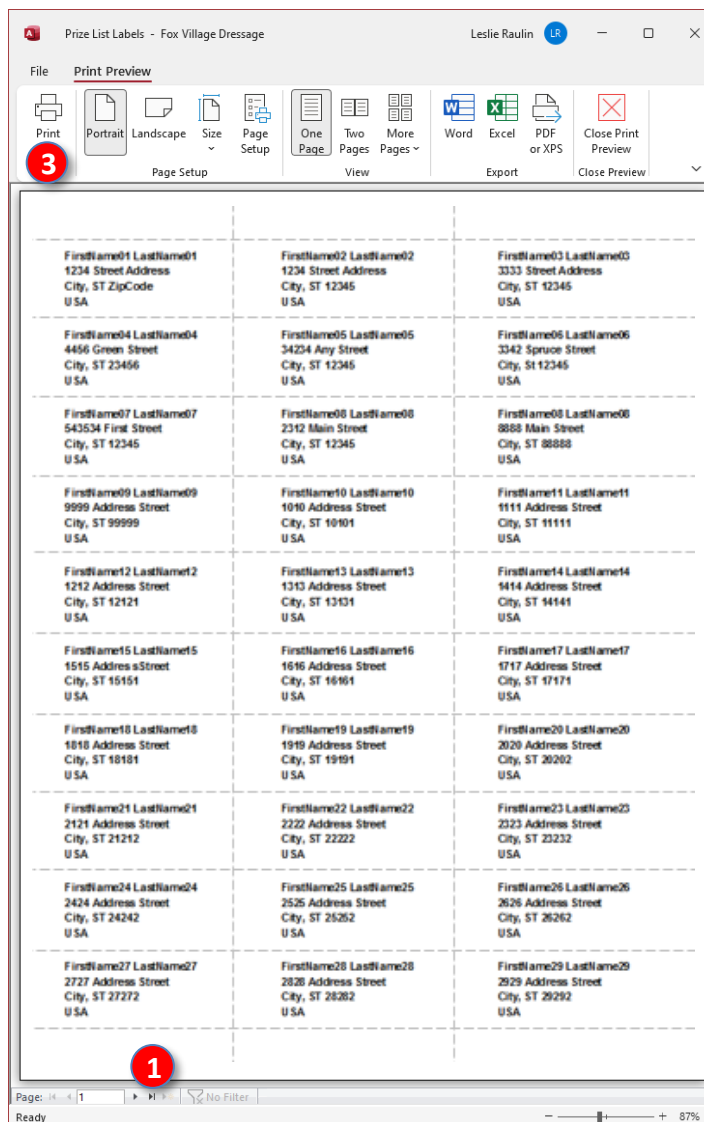 Prize List Labels - Fox Village Dressage Leslie Raulin LR
File Print Preview
Print Portrait Landscape Size Page Setup One Page Two Pages More Pages Word Excel PDF or XPS Close Print Preview
3
Page Setup View Export Close Preview
FirstName01 LastName01 FirstName02 LastName02 FirstName03 LastName03
1234 Street Address 1234 Street Address 3333 Street Address
City, ST ZipCode City, ST 12345 City, ST 12345
USA USA USA
FirstName04 LastName04 FirstName05 LastName05 FirstName06 LastName06
4456 Green Street 34234 Any Street 3342 Spruce Street
City, ST 23456 City, ST 12345 City, St 12345
USA USA USA
FirstName07 LastName07 FirstName08 LastName08 FirstName08 LastName08
543534 First Street 2312 Main Street 8888 Main Street
City, ST 12345 City, ST 12345 City, ST 88888
USA USA USA
FirstName09 LastName09 FirstName10 LastName10 FirstName11 LastName11
9999 Address Street 1010 Address Street 1111 Address Street
City, ST 99999 City, ST 10101 City, ST 11111
USA USA USA
FirstName12 LastName12 FirstName13 LastName13 FirstName14 LastName14
1212 Address Street 1313 Address Street 1414 Address Street
City, ST 12121 City, ST 13131 City, ST 14141
USA USA USA
FirstName15 LastName15 FirstName16 LastName16 FirstName17 LastName17
1515 AddressStreet 1616 Address Street 1717 Address Street
City, ST 15151 City, ST 16161 City, ST 17171
USA USA USA
FirstName18 LastName18 FirstName19 LastName19 FirstName20 LastName20
1818 Address Street 1919 Address Street 2020 Address Street
City, ST 18181 City, ST 19191 City, ST 20202
USA USA USA
FirstName21 LastName21 FirstName22 LastName22 FirstName23 LastName23
2121 Address Street 2222 Address Street 2323 Address Street
City, ST 21212 City, ST 22222 City, ST 23232
USA USA USA
FirstName24 LastName24 FirstName25 LastName25 FirstName26 LastName26
2424 Address Street 2525 Address Street 2626 Address Street
City, ST 24242 City, ST 25252 City, ST 26262
USA USA USA
FirstName27 LastName27 FirstName28 LastName28 FirstName29 LastName29
2727 Address Street 2828 Address Street 2929 Address Street
City, ST 27272 City, ST 28282 City, ST 29292
USA USA USA
1
Page: 1 No Filter
Ready 87%